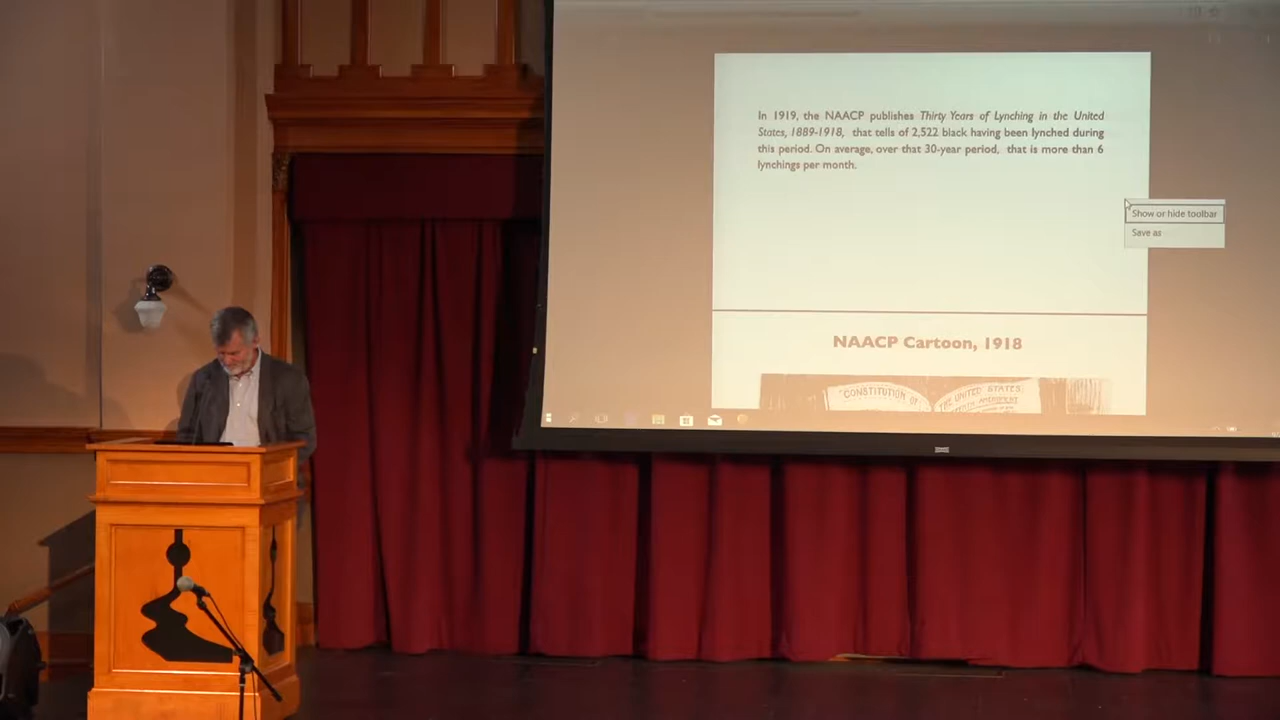 In 1919, the NAACP publishes Thirty Years of Lynching in the United
States, 1889-1918, that tells of 2,522 black having been lynched during
this period. On average, over that 30-year period, that is more than 6
lynchings per month.
Show or hide toolbar
Save as
NAACP Cartoon, 1918
"CONSTITUTION OF
THE UNITED STATES